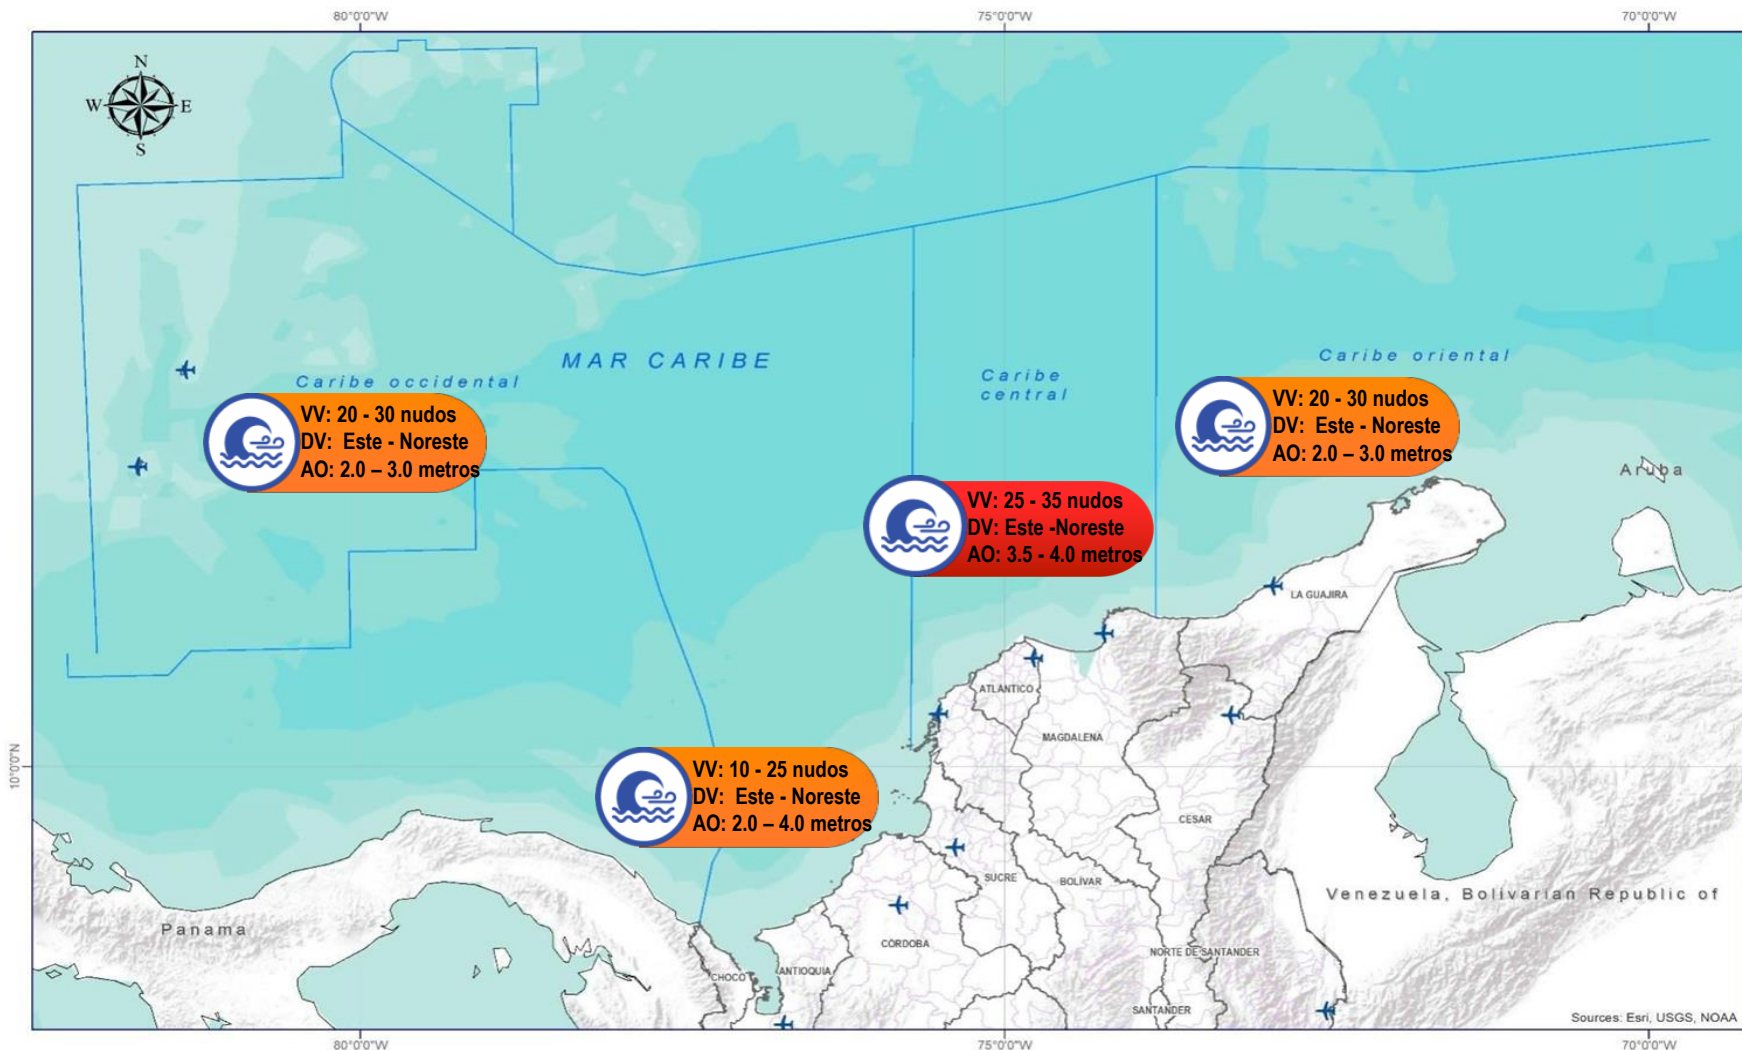 80°0'0"W
75°0'0"W
70°0'0"W
N
W
E
S
MAR CARIBE
Caribe occidental
VV: 20 - 30 nudos
DV: Este - Noreste
AO: 2.0 – 3.0 metros
Caribe
central
Caribe oriental
VV: 20 - 30 nudos
DV: Este - Noreste
AO: 2.0 – 3.0 metros
Aruba
VV: 25 - 35 nudos
DV: Este -Noreste
AO: 3.5 - 4.0 metros
LA GUAJIRA
ATLANTICO
MAGDALENA
10°0'0"N
VV: 10 - 25 nudos
DV: Este - Noreste
AO: 2.0 – 4.0 metros
CESAR
SUCRE
BOLÍVAR
Venezuela, Bolivarian Republic of
Panama
CÓRDOBA
NORTE DE SANTANDER
CHOCO
ANTIOQUIA
SANTANDER
Sources: Esri, USGS, NOAA
80°0'0"W
75°0'0"W
70°0'0"W